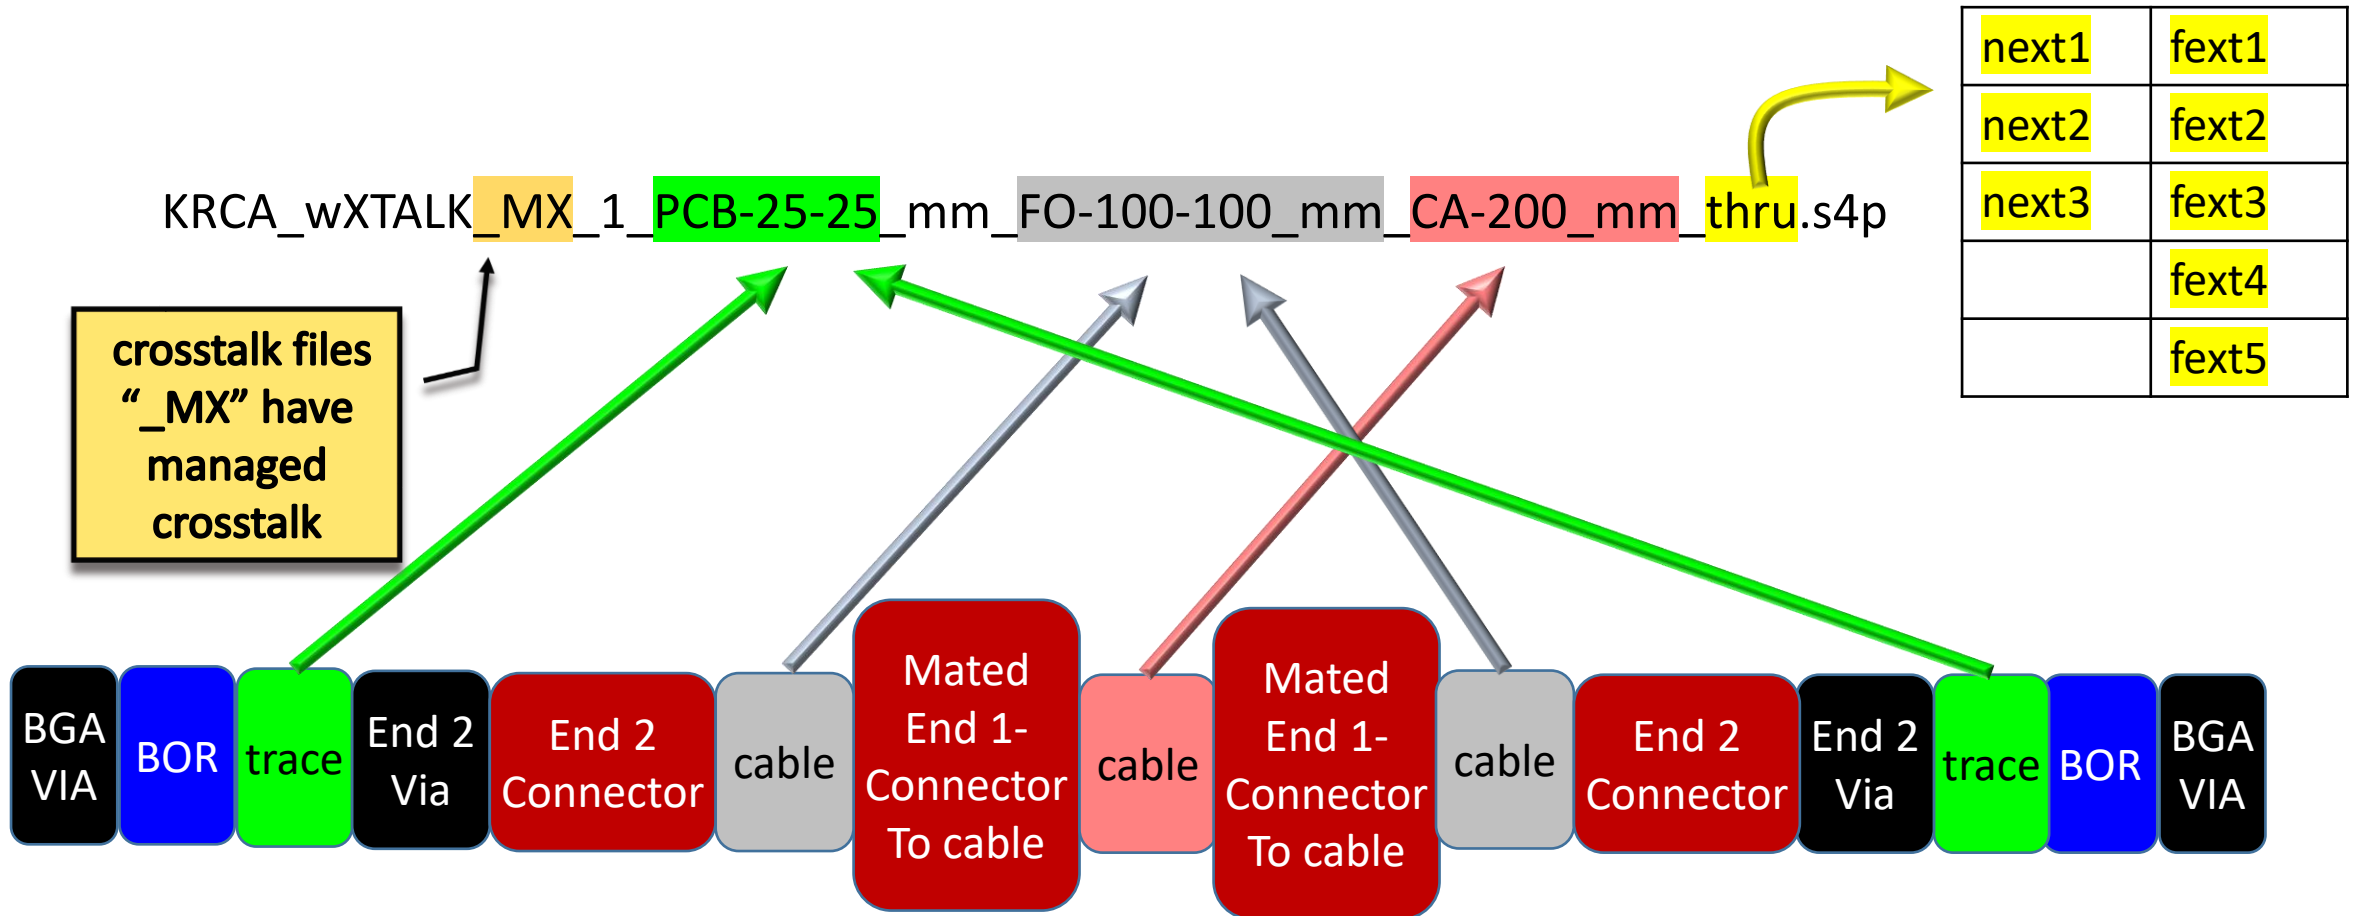 next1 fext1
next2 fext2
next3 fext3
fext4
fext5
KRCA_wXTALK_MX_1_PCB-25-25_mm_FO-100-100_mm_CA-200_mm_thru.s4p
crosstalk files
“_MX” have
managed
crosstalk
BGA
VIA
BOR
trace
End 2
Via
End 2
Connector
cable
Mated
End 1-
Connector
To cable
cable
Mated
End 1-
Connector
To cable
cable
End 2
Connector
End 2
Via
trace
BOR
BGA
VIA